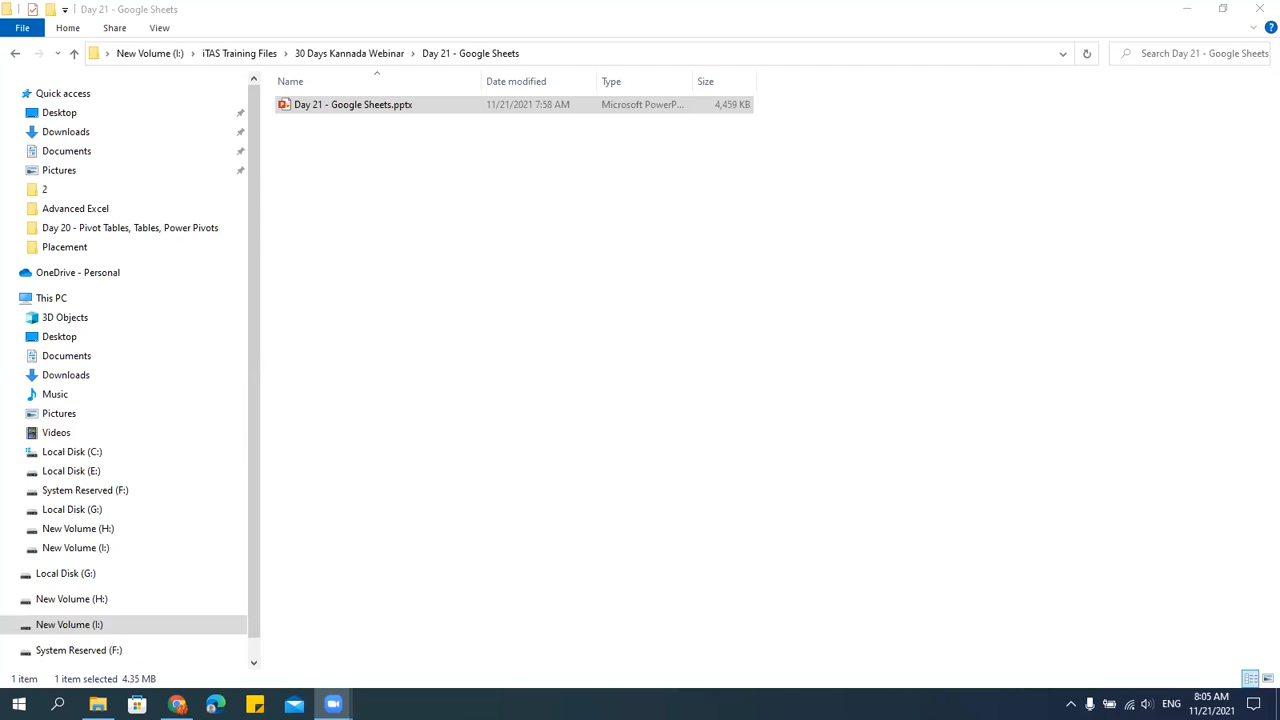 Day 21 - Google Sheets
File Home Share View
New Volume (I:) iTAS Training Files 30 Days Kannada Webinar Day 21 - Google Sheets Search Day 21 - Google Sheets
Name Date modified Type Size
Day 21 - Google Sheets.pptx 11/21/2021 7:58 AM Microsoft PowerP... 4,459 KB
Quick access
Desktop
Downloads
Documents
Pictures
2
Advanced Excel
Day 20 - Pivot Tables, Tables, Power Pivots
Placement
OneDrive - Personal
This PC
3D Objects
Desktop
Documents
Downloads
Music
Pictures
Videos
Local Disk (C:)
Local Disk (E:)
System Reserved (F:)
Local Disk (G:)
New Volume (H:)
New Volume (I:)
Local Disk (G:)
New Volume (H:)
New Volume (I:)
System Reserved (F:)
1 item 1 item selected 4.35 MB
ENG 8:05 AM
11/21/2021